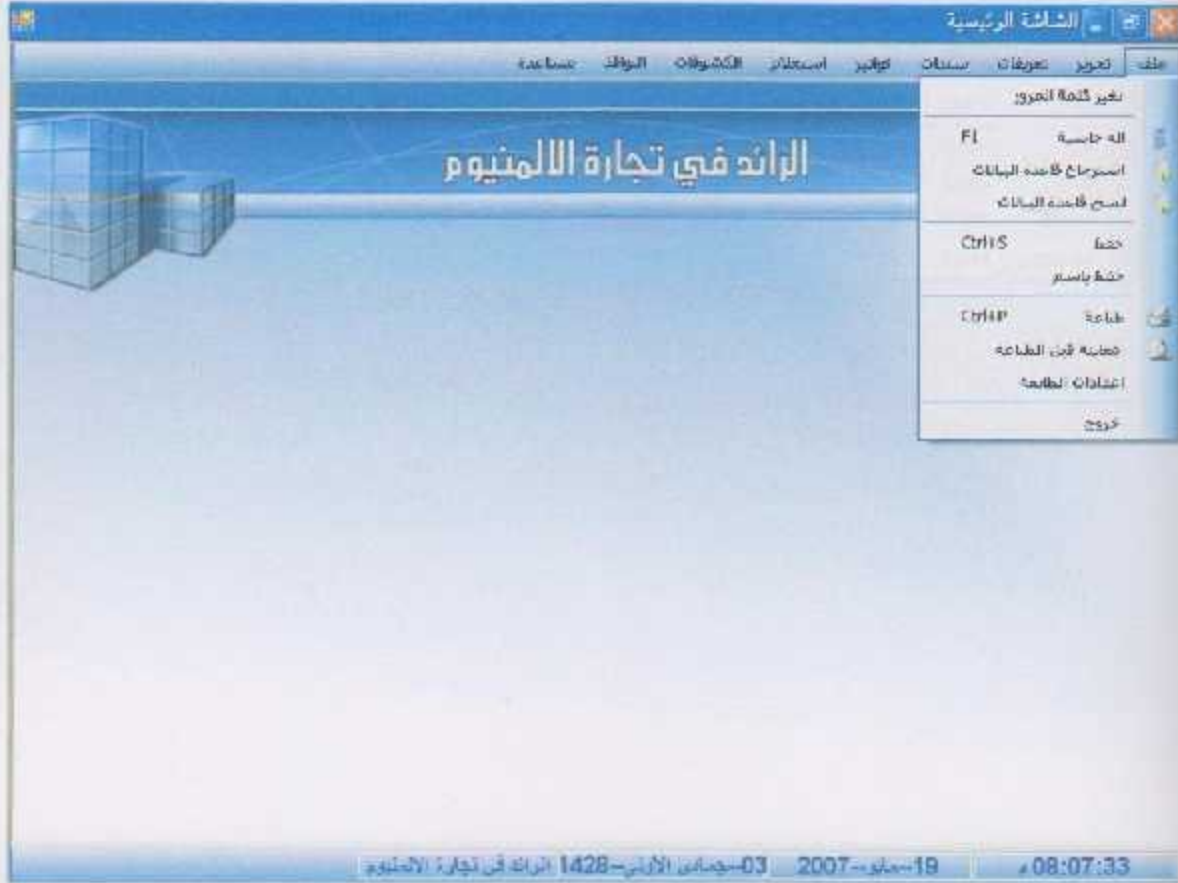 الشاشة الرئيسية
ملف تحرير تعريفات سندات فواتير استعلام الكشوفات النوافذ مساعدة
تغير كلمة المرور
اله حاسبة F1
استرجاع قاعدة البيانات
نسخ قاعدة البيانات
حفظ Ctrl+S
حفظ باسم
طباعة Ctrl+P
معاينة قبل الطباعة
اعدادات الطابعة
خروج
الرائد في تجارة الالمنيوم
08:07:33 م 19-مايو-2007 03-جمادى الأولى-1428 الرائد في تجارة الالمنيوم